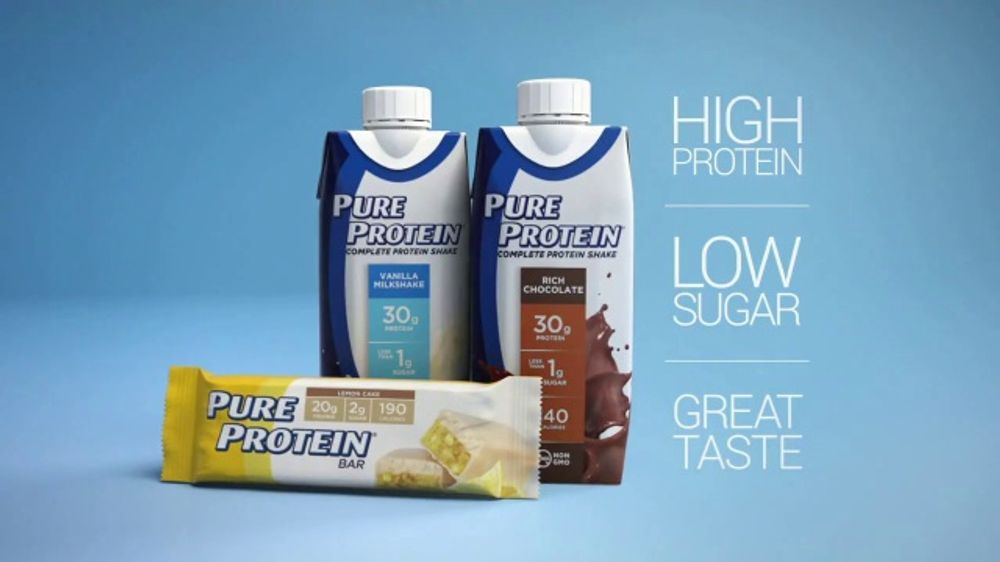 PURE
PROTEIN
COMPLETE PROTEIN SHAKE
VANILLA
MILKSHAKE
30g
PROTEIN
LESS
THAN
1g
SUGAR
PURE
PROTEIN
COMPLETE PROTEIN SHAKE
RICH
CHOCOLATE
30g
PROTEIN
LESS
THAN
1g
SUGAR
40
CALORIES
NON
GMO
PURE
PROTEIN
BAR
LEMON CAKE
20g 2g 190
PROTEIN SUGAR CALORIES
HIGH
PROTEIN
LOW
SUGAR
GREAT
TASTE